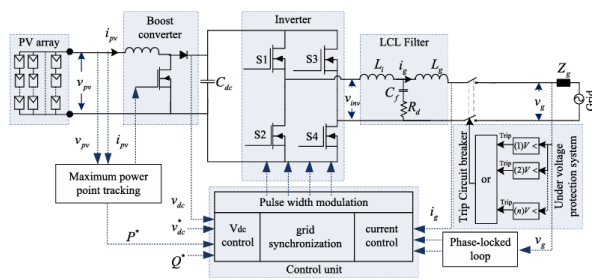 PV array
Boost
converter
Inverter
LCL Filter
i_pv
v_pv
C_dc
S1
S3
S2
S4
v_inv
L_i
i_g
L_g
C_f
R_d
Z_g
v_g
Grid
v_pv
i_pv
Maximum power
point tracking
P*
v_dc
v*_dc
Q*
Pulse width modulation
Vdc
control
grid
synchronization
current
control
Control unit
i_g
Phase-locked
loop
v_g
Trip Circuit breaker
or
Trip
(1)V <
Trip
(2)V <
Trip
(n)V <
Under voltage
protection system